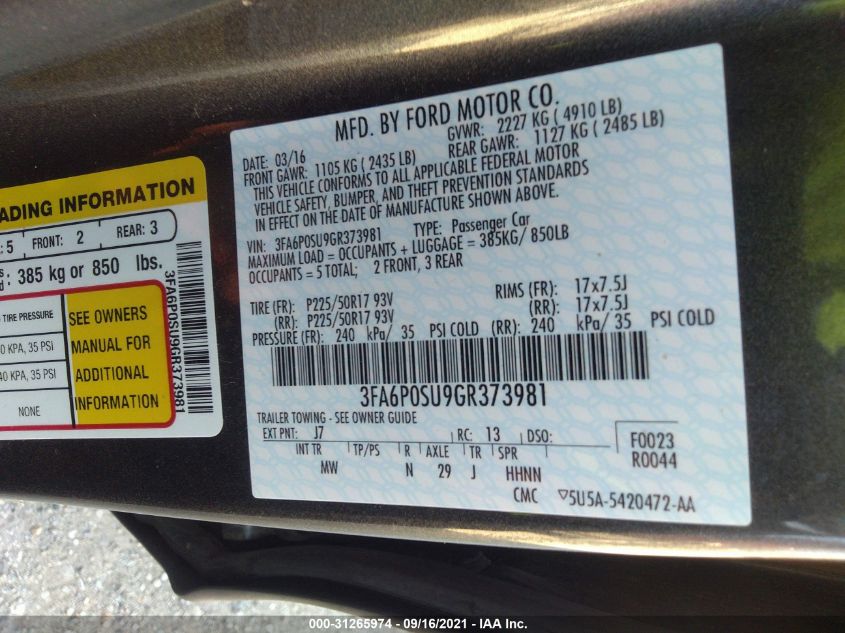 MFD. BY FORD MOTOR CO.
DATE: 03/16 GVWR: 2227 KG ( 4910 LB)
FRONT GAWR: 1105 KG ( 2435 LB) REAR GAWR: 1127 KG ( 2485 LB)
THIS VEHICLE CONFORMS TO ALL APPLICABLE FEDERAL MOTOR
VEHICLE SAFETY, BUMPER, AND THEFT PREVENTION STANDARDS
IN EFFECT ON THE DATE OF MANUFACTURE SHOWN ABOVE.
VIN: 3FA6P0SU9GR373981 TYPE: Passenger Car
MAXIMUM LOAD = OCCUPANTS + LUGGAGE = 385KG/ 850LB
OCCUPANTS = 5 TOTAL; 2 FRONT, 3 REAR
TIRE (FR): P225/50R17 93V RIMS (FR): 17x7.5J
(RR): P225/50R17 93V (RR): 17x7.5J
PRESSURE (FR): 240 kPa/ 35 PSI COLD (RR): 240 kPa/ 35 PSI COLD
3FA6P0SU9GR373981
TRAILER TOWING - SEE OWNER GUIDE
EXT PNT: J7 RC: 13 DSO: F0023
INT TR TP/PS R AXLE TR SPR R0044
MW N 29 J HHNN
CMC ▽5U5A-5420472-AA
ADING INFORMATION
: 5 FRONT: 2 REAR: 3
: 385 kg or 850 lbs.
TIRE PRESSURE
0 KPA, 35 PSI
40 KPA, 35 PSI
NONE
SEE OWNERS
MANUAL FOR
ADDITIONAL
INFORMATION
3FA6P0SU9GR373981
000-31265974 - 09/16/2021 - IAA Inc.